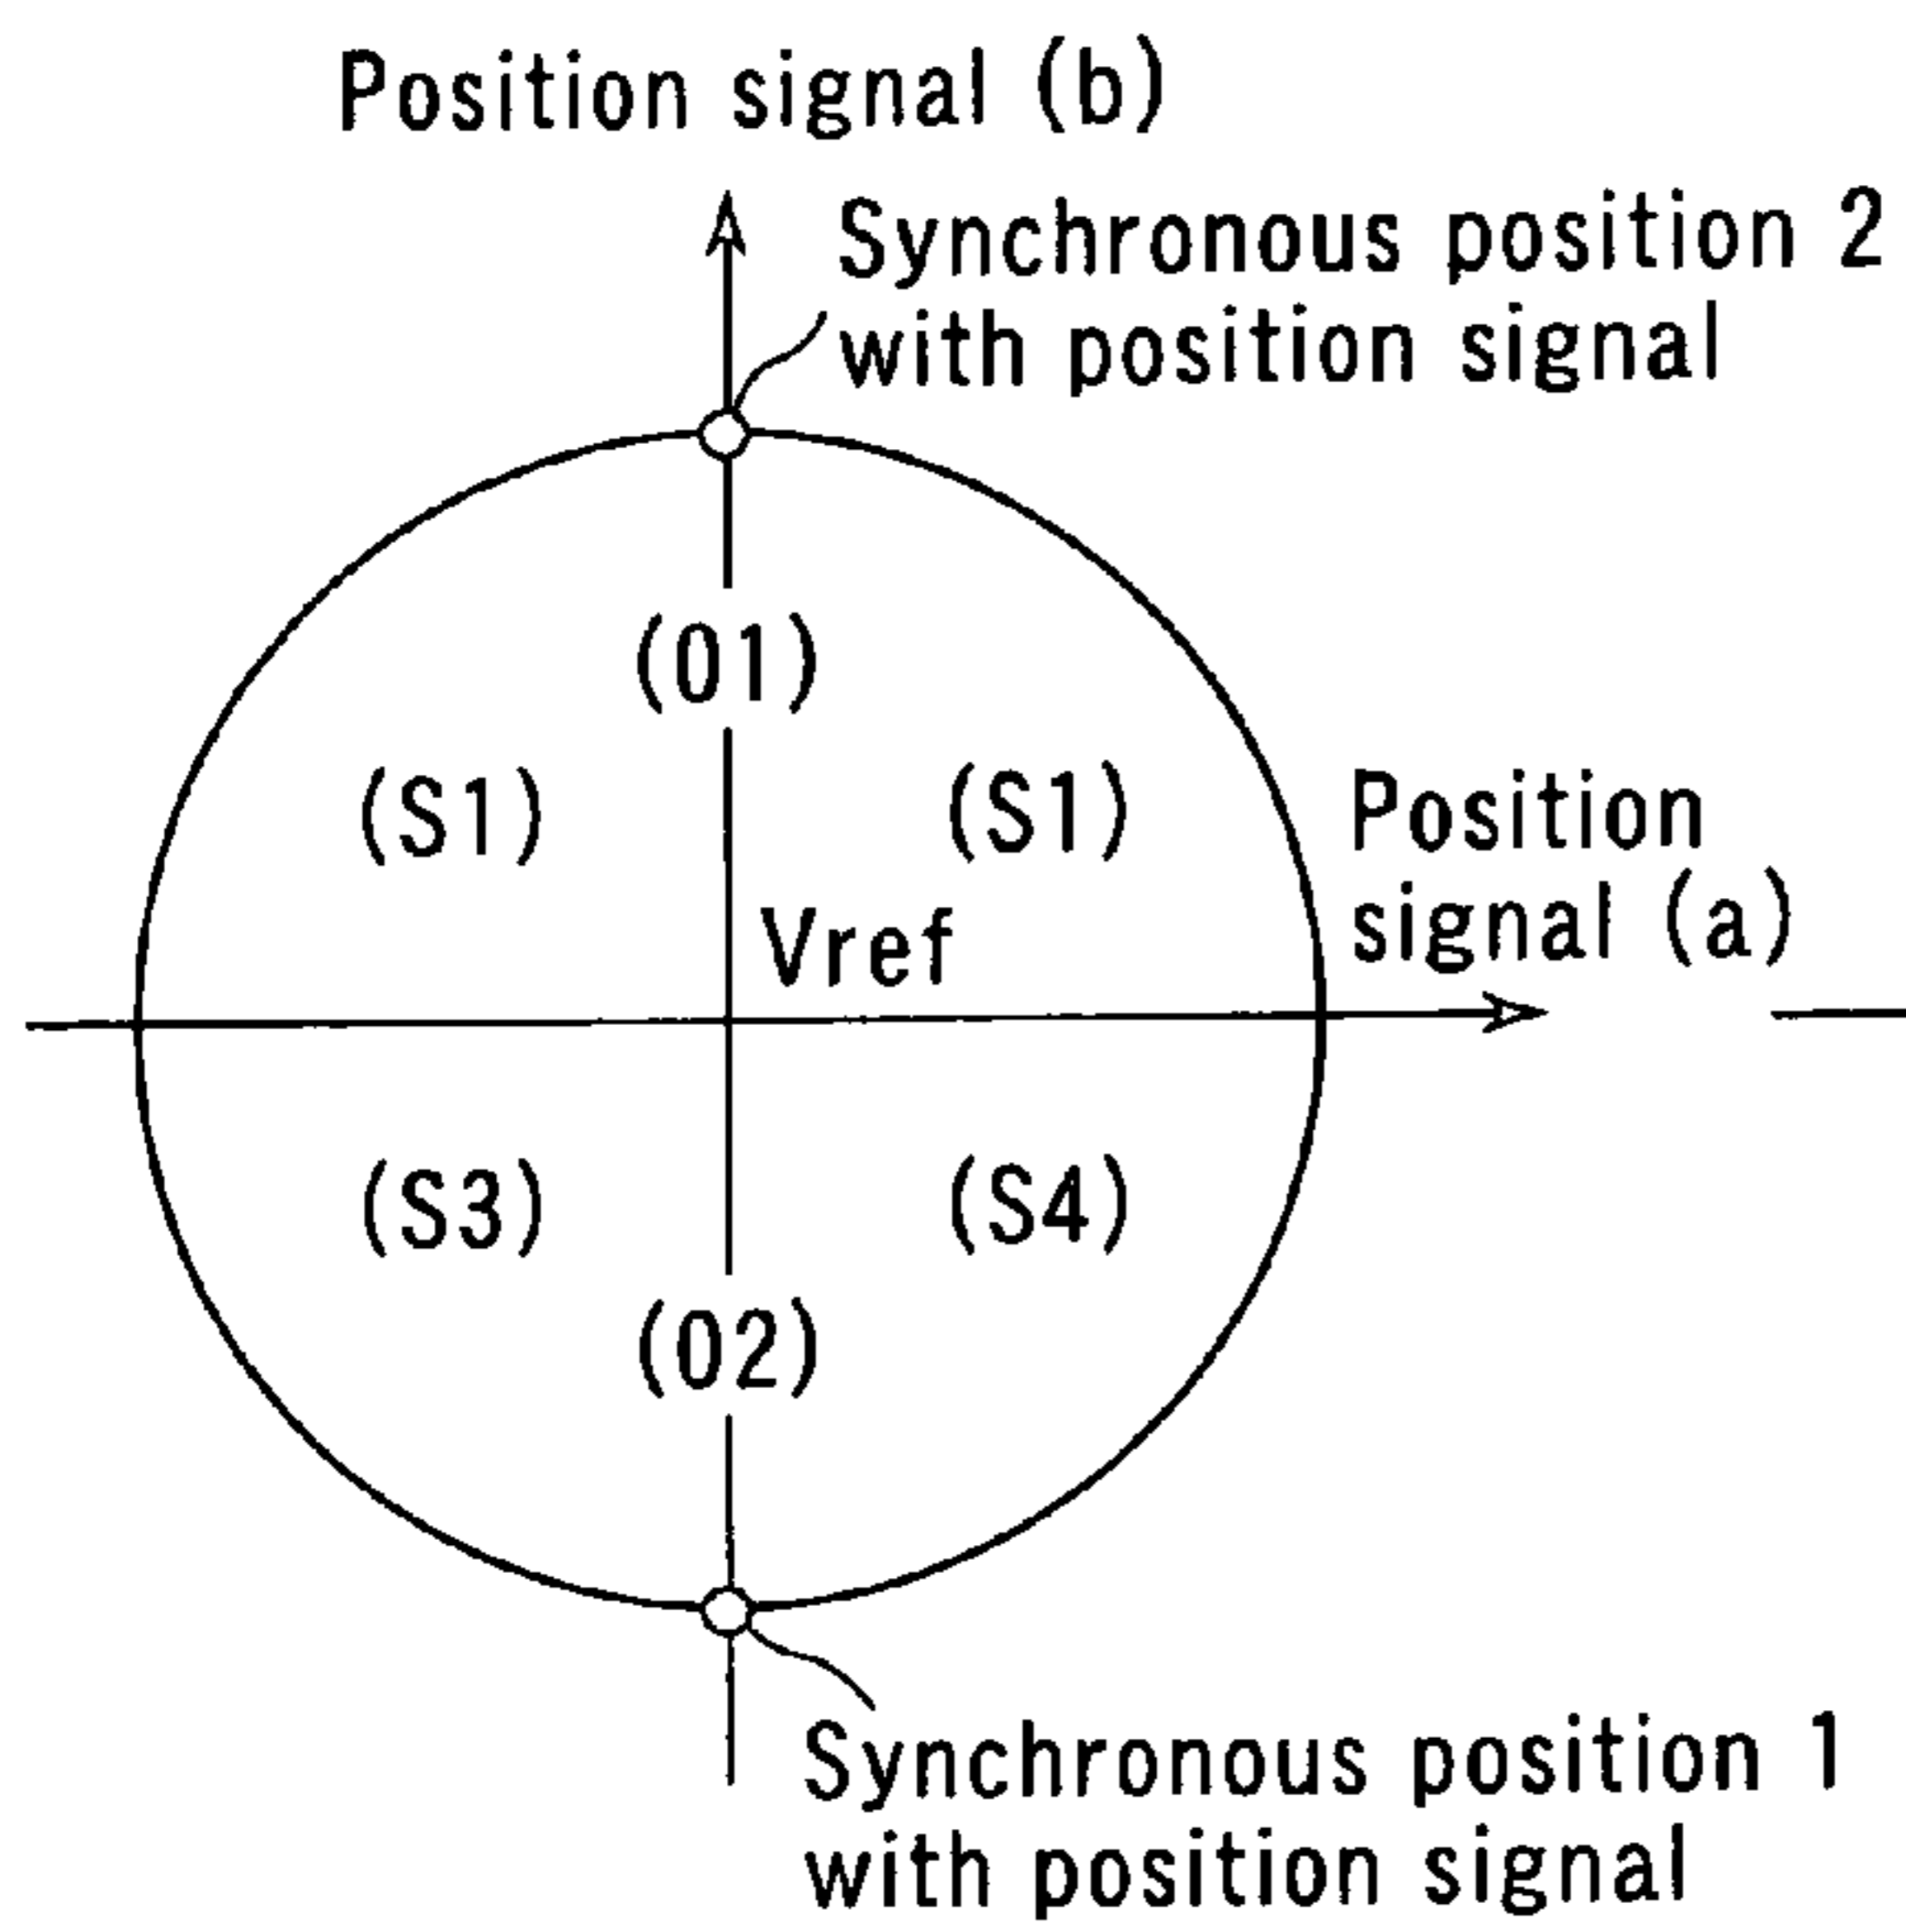 Position signal (b)
Synchronous position 2
with position signal
(01)
(S1)
(S1)
Position
signal (a)
Vref
(S3)
(S4)
(02)
Synchronous position 1
with position signal